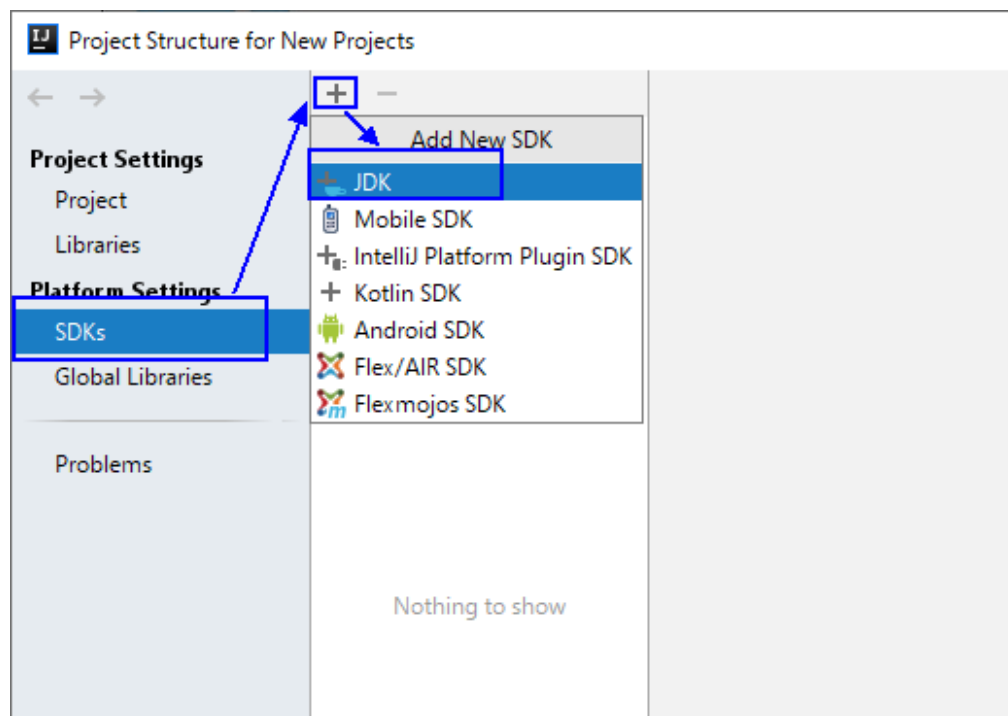 IJ
Project Structure for New Projects
Project Settings
Project
Libraries
Platform Settings
SDKs
Global Libraries
Problems
Add New SDK
JDK
Mobile SDK
IntelliJ Platform Plugin SDK
Kotlin SDK
Android SDK
Flex/AIR SDK
Flexmojos SDK
Nothing to show